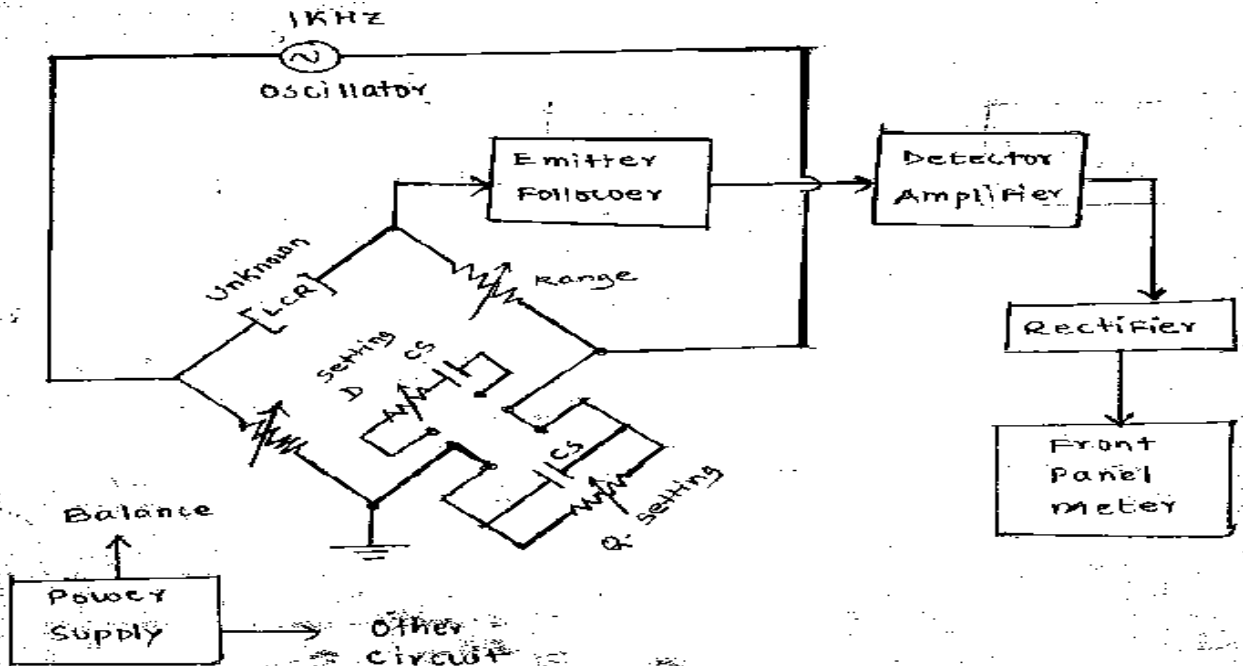 1KHz
Oscillator
Emitter
Follower
Detector
Amplifier
Unknown
LCR
Range
Setting
D
CS
Rectifier
CS
Q
Setting
Front
Panel
Meter
Balance
Power
Supply
Other
Circuit